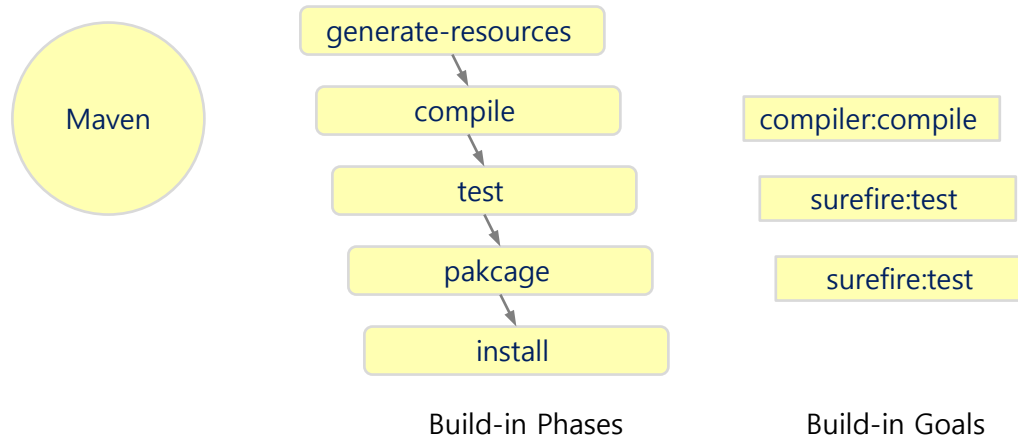 Maven
generate-resources
compile
test
pakcage
install
compiler:compile
surefire:test
surefire:test
Build-in Phases
Build-in Goals